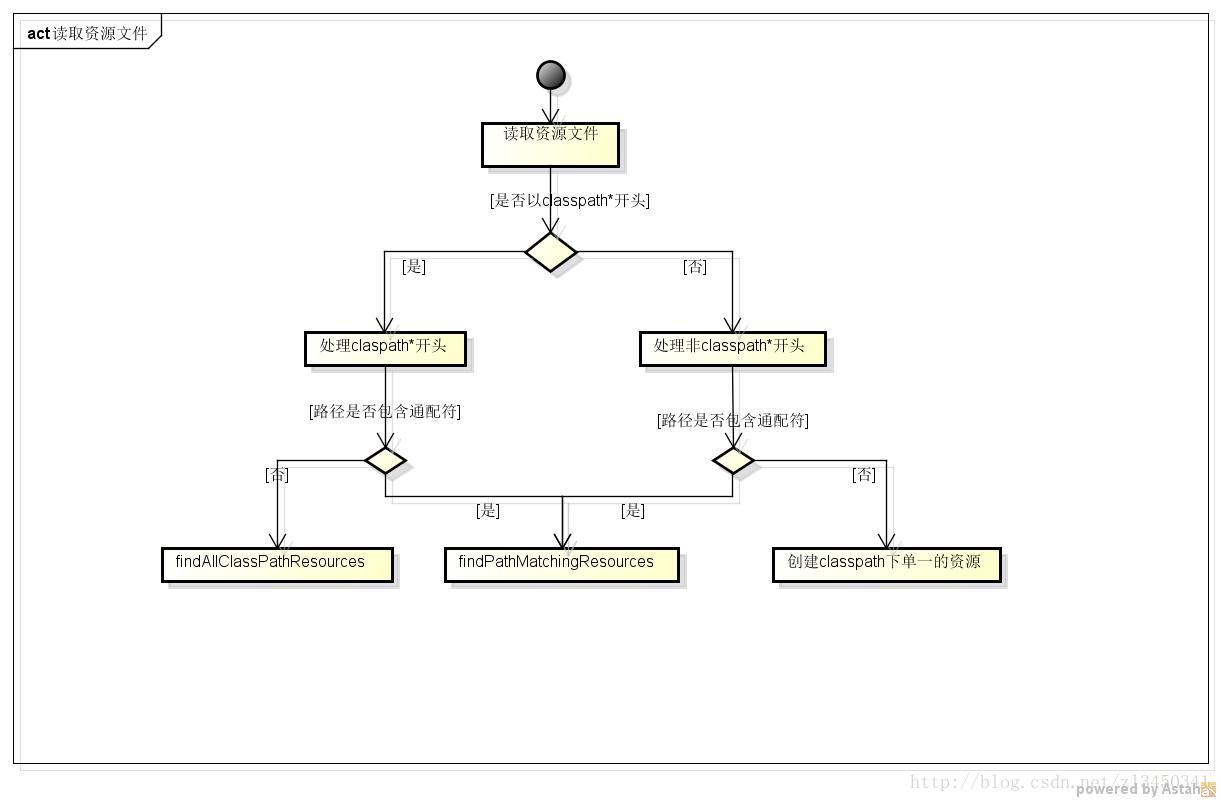 act 读取资源文件
读取资源文件
[是否以classpath*开头]
[是]
[否]
处理claspath*开头
处理非classpath*开头
[路径是否包含通配符]
[路径是否包含通配符]
[否]
[否]
[是]
[是]
findAllClassPathResources
findPathMatchingResources
创建classpath下单一的资源
http://blog.csdn.net/zl3450341
powered by Astah